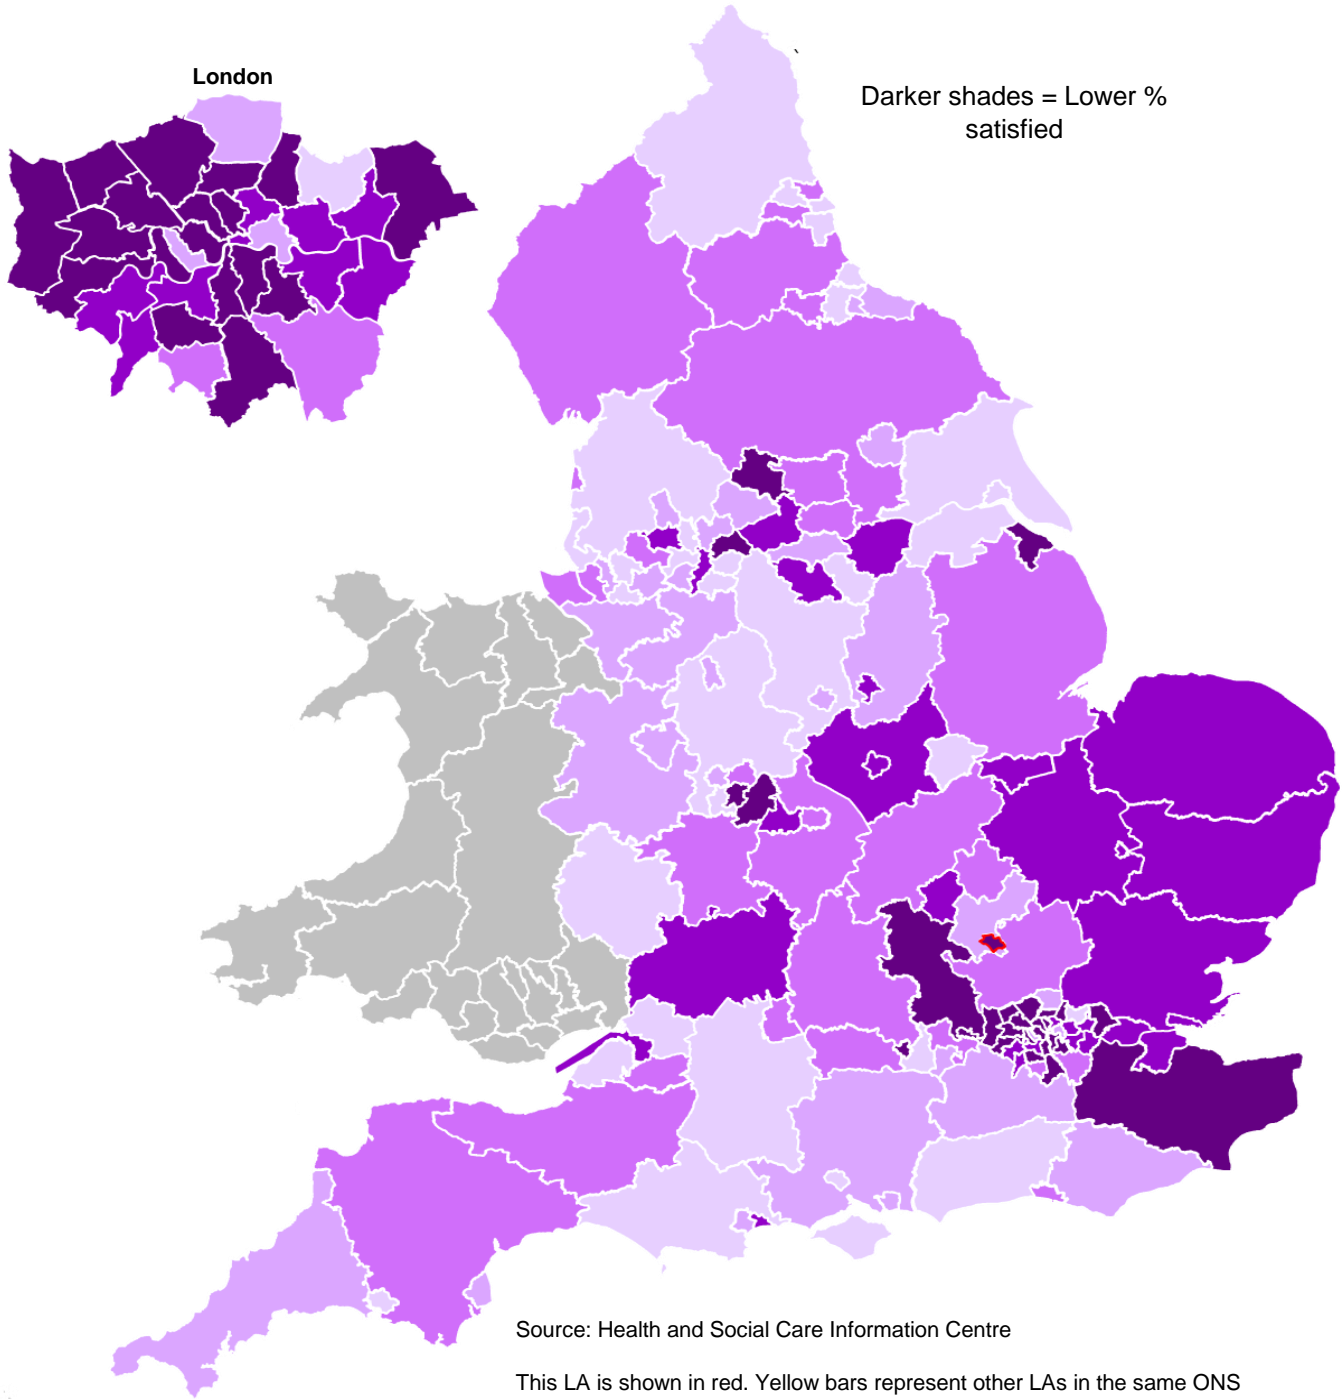 London
`
Darker shades = Lower %
satisfied
Source: Health and Social Care Information Centre
This LA is shown in red. Yellow bars represent other LAs in the same ONS